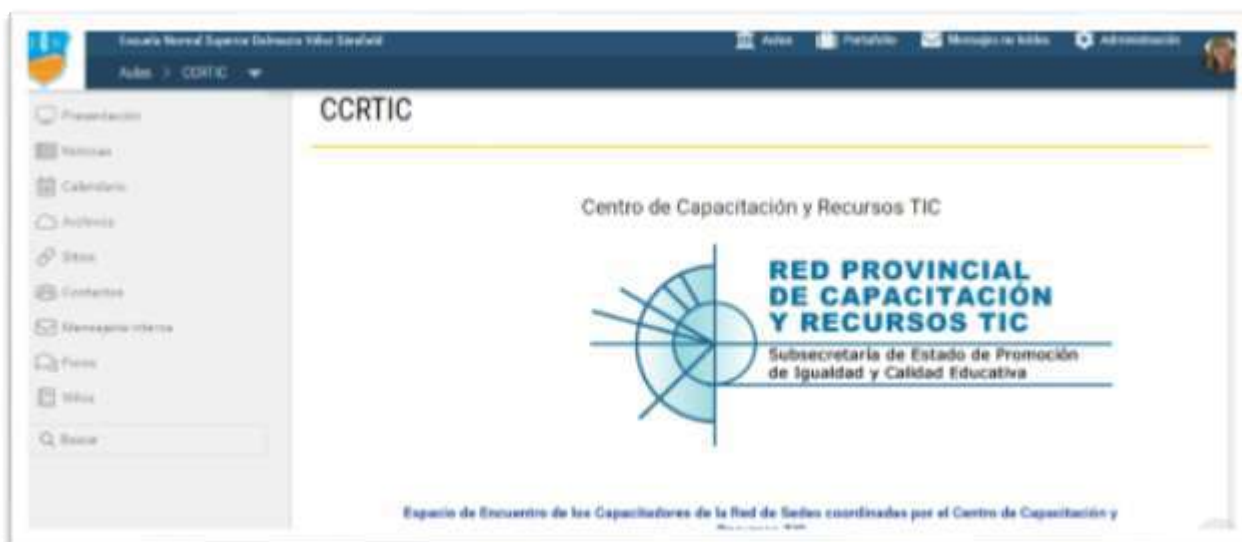 Escuela Normal Superior Dalmacio Vélez Sársfield
Aulas Portafolio Mensajes no leídos Administración
Aulas > CCRTIC
Presentación
Noticias
Calendario
Archivos
Sitios
Contactos
Mensajería interna
Foros
Wikis
Buscar
CCRTIC
Centro de Capacitación y Recursos TIC
RED PROVINCIAL
DE CAPACITACIÓN
Y RECURSOS TIC
Subsecretaría de Estado de Promoción
de Igualdad y Calidad Educativa
Espacio de Encuentro de los Capacitadores de la Red de Sedes coordinadas por el Centro de Capacitación y